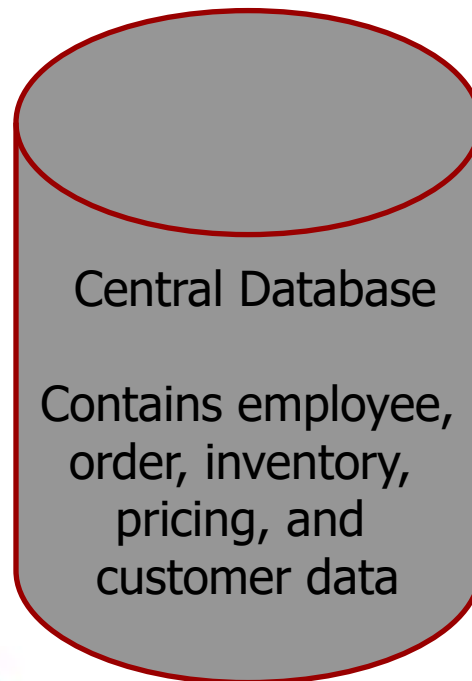 Central Database
Contains employee,
order, inventory,
pricing, and
customer data